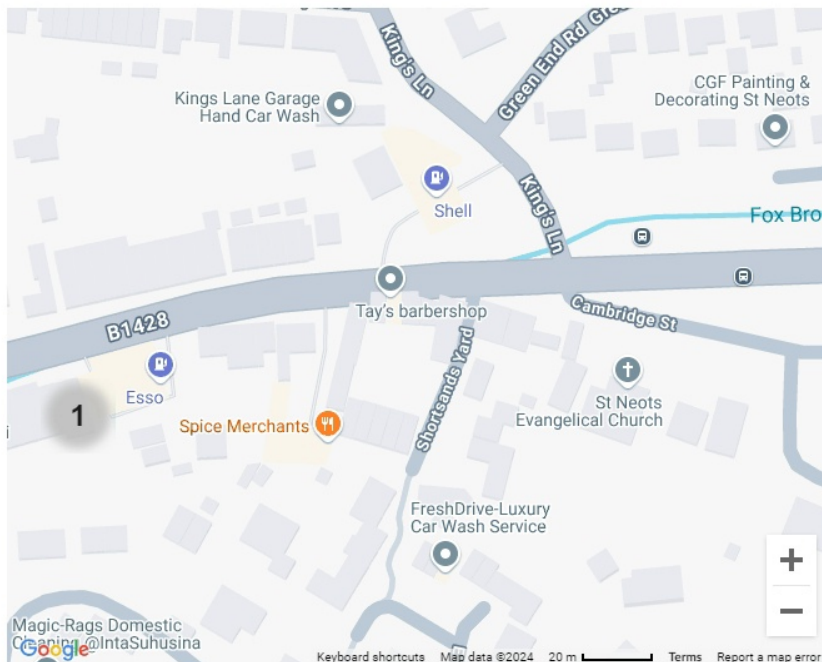 King's Ln
Green End Rd
CGF Painting &
Decorating St Neots
Kings Lane Garage
Hand Car Wash
Shell
King's Ln
Fox Bro
Tay's barbershop
B1428
Cambridge St
Esso
1
Shortsands Yard
St Neots
Evangelical Church
Spice Merchants
FreshDrive-Luxury
Car Wash Service
+
−
Magic-Rags Domestic
Cleaning @IntaSuhusina
Google
Keyboard shortcuts Map data ©2024 20 m Terms Report a map error